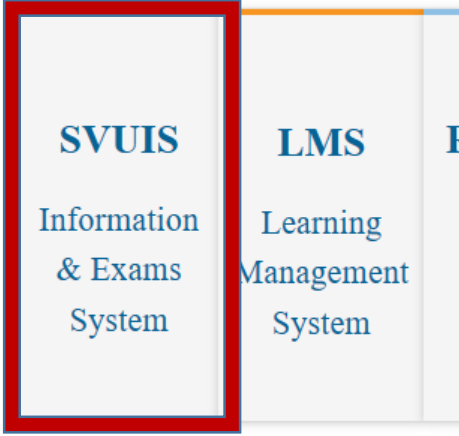 SVUIS
Information
& Exams
System
LMS
Learning
Management
System